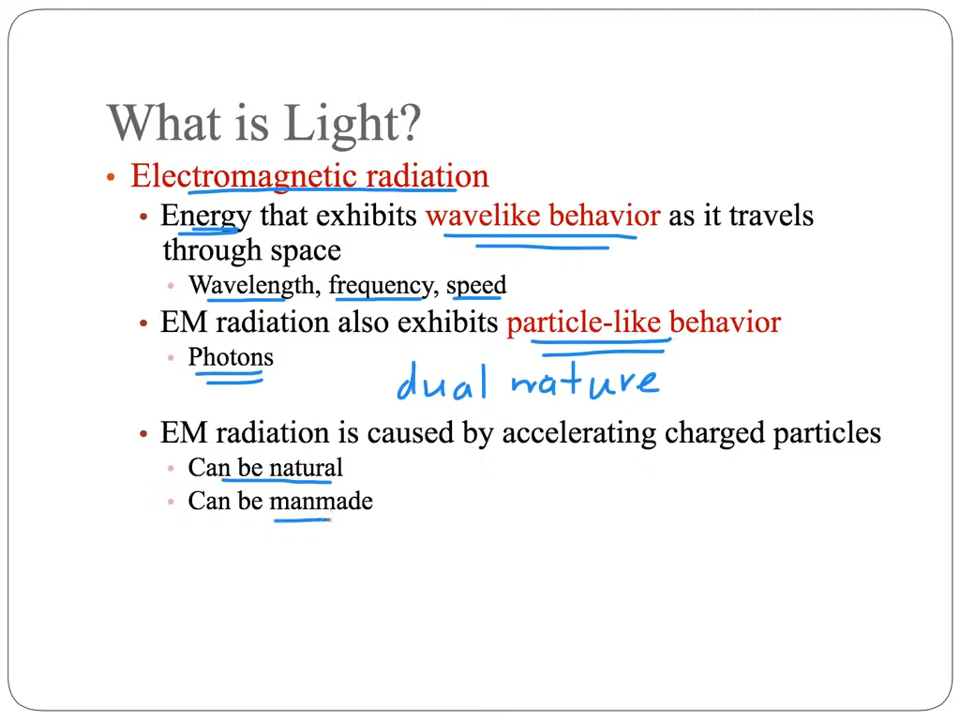 What is Light?
• Electromagnetic radiation
• Energy that exhibits wavelike behavior as it travels
through space
• Wavelength, frequency, speed
• EM radiation also exhibits particle-like behavior
• Photons
dual nature
• EM radiation is caused by accelerating charged particles
• Can be natural
• Can be manmade